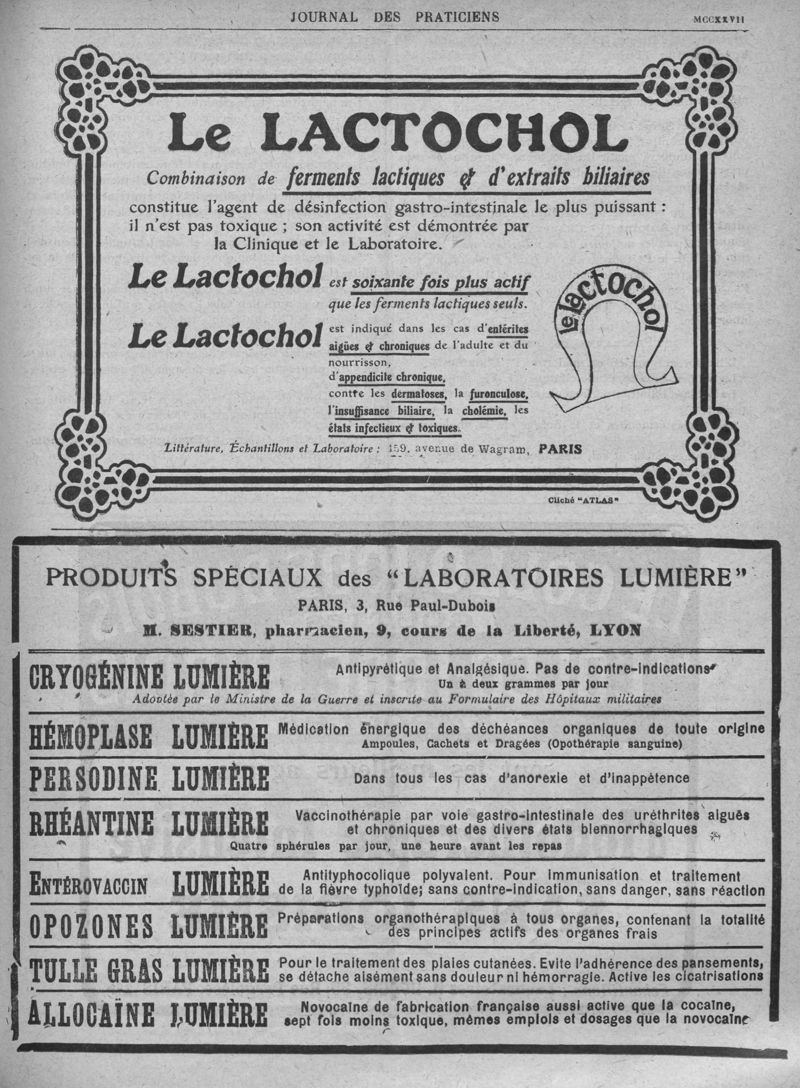 JOURNAL DES PRATICIENS
MCCXXVII
Le LACTOCHOL
Combinaison de ferments lactiques & d'extraits biliaires
constitue l'agent de désinfection gastro-intestinale le plus puissant :
il n'est pas toxique ; son activité est démontrée par
la Clinique et le Laboratoire.
Le Lactochol est soixante fois plus actif
que les ferments lactiques seuls.
Le Lactochol est indiqué dans les cas d'entérites
aigües & chroniques de l'adulte et du
nourrisson,
d'appendicite chronique,
contre les dermatoses, la furonculose,
l'insuffisance biliaire, la cholémie, les
états infectieux & toxiques.
le lactochol
Littérature, Échantillons et Laboratoire : 159, avenue de Wagram, PARIS
Cliché "ATLAS"
PRODUITS SPÉCIAUX des "LABORATOIRES LUMIÈRE"
PARIS, 3, Rue Paul-Dubois
M. SESTIER, pharmacien, 9, cours de la Liberté, LYON
CRYOGÉNINE LUMIÈRE Antipyrétique et Analgésique. Pas de contre-indications
Un à deux grammes par jour
Adoptée par le Ministre de la Guerre et inscrite au Formulaire des Hôpitaux militaires
HÉMOPLASE LUMIÈRE Médication énergique des déchéances organiques de toute origine
Ampoules, Cachets et Dragées (Opothérapie sanguine)
PERSODINE LUMIÈRE Dans tous les cas d'anorexie et d'inappétence
RHÉANTINE LUMIÈRE Vaccinothérapie par voie gastro-intestinale des uréthrites aiguës
et chroniques et des divers états blennorrhagiques
Quatre sphérules par jour, une heure avant les repas
ENTÉROVACCIN LUMIÈRE Antityphocolique polyvalent. Pour immunisation et traitement
de la fièvre typhoïde; sans contre-indication, sans danger, sans réaction
OPOZONES LUMIÈRE Préparations organothérapiques à tous organes, contenant la totalité
des principes actifs des organes frais
TULLE GRAS LUMIÈRE Pour le traitement des plaies cutanées. Evite l'adhérence des pansements,
se détache aisément sans douleur ni hémorragie. Active les cicatrisations
ALLOCAÏNE LUMIÈRE Novocaïne de fabrication française aussi active que la cocaïne,
sept fois moins toxique, mêmes emplois et dosages que la novocaïne